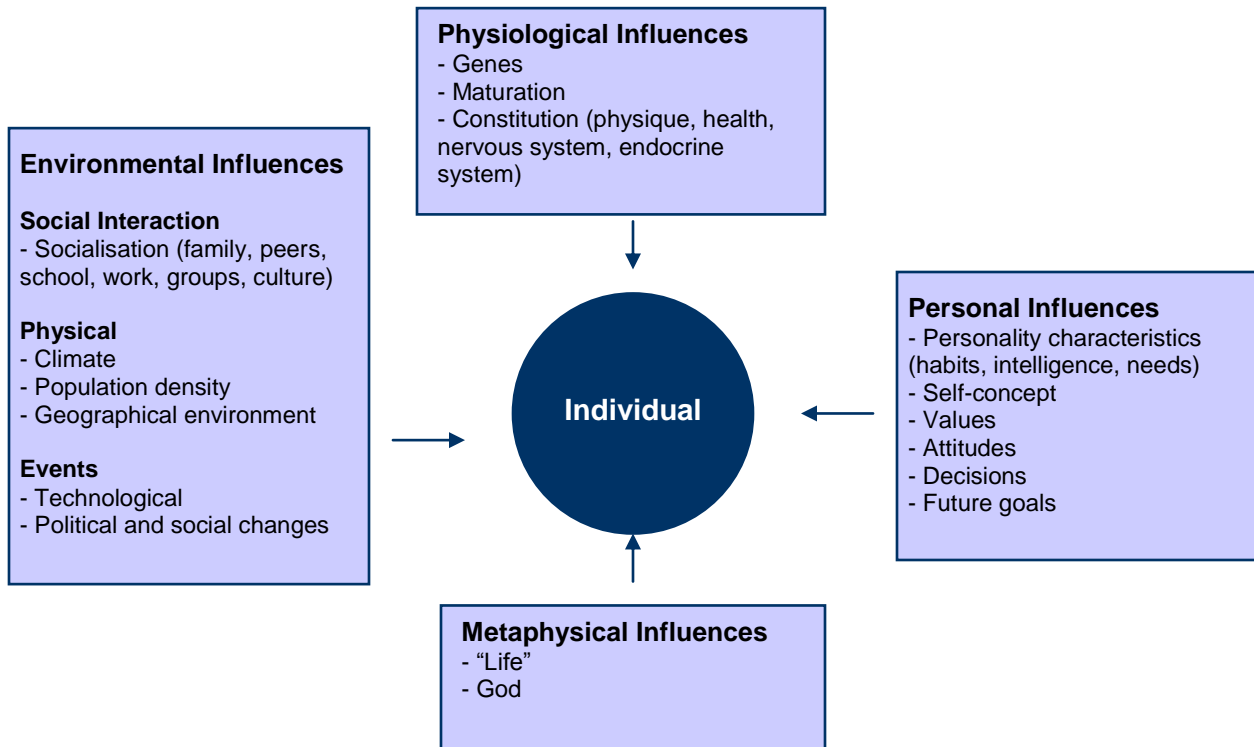 Physiological Influences
- Genes
- Maturation
- Constitution (physique, health,
nervous system, endocrine
system)
Environmental Influences
Social Interaction
- Socialisation (family, peers,
school, work, groups, culture)
Physical
- Climate
- Population density
- Geographical environment
Events
- Technological
- Political and social changes
Individual
Personal Influences
- Personality characteristics
(habits, intelligence, needs)
- Self-concept
- Values
- Attitudes
- Decisions
- Future goals
Metaphysical Influences
- “Life”
- God